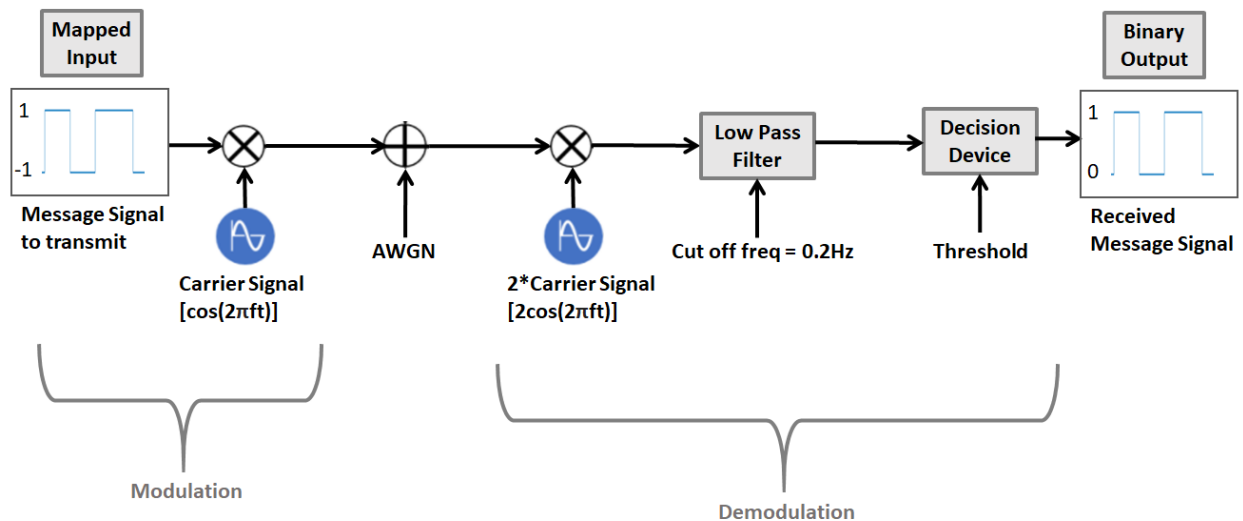 Mapped
Input
Binary
Output
1
-1
Low Pass
Filter
Decision
Device
1
0
Message Signal
to transmit
AWGN
Cut off freq = 0.2Hz
Threshold
Received
Message Signal
Carrier Signal
[cos(2πft)]
2*Carrier Signal
[2cos(2πft)]
Modulation
Demodulation